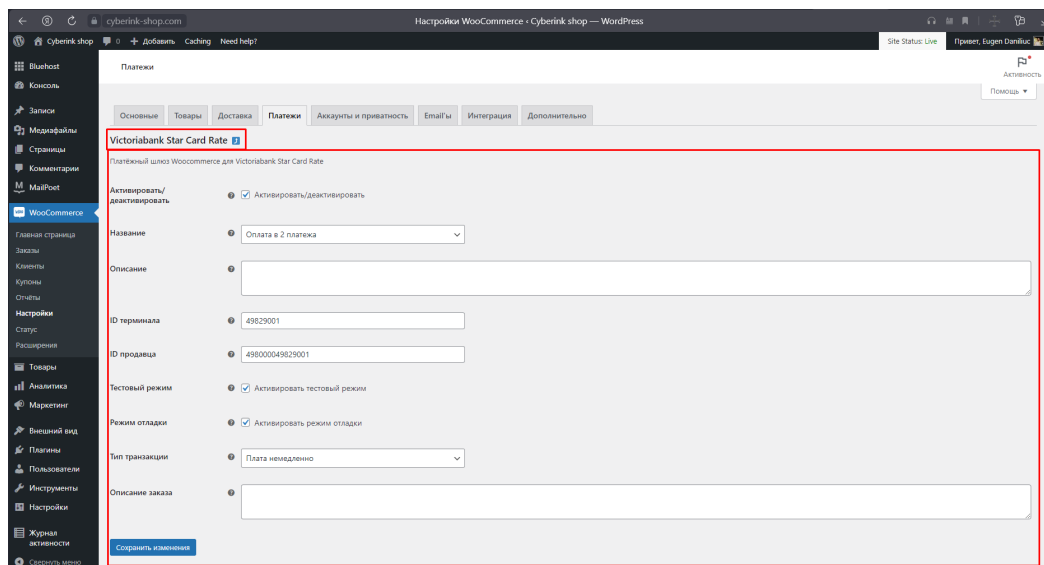 cyberink-shop.com
Настройки WooCommerce ‹ Cyberink shop — WordPress
Cyberink shop 0 + Добавить Caching Need help?
Site Status: Live
Привет, Eugen Daniliuc
Bluehost
Консоль
Записи
Медиафайлы
Страницы
Комментарии
MailPoet
WooCommerce
Главная страница
Заказы
Клиенты
Купоны
Отчёты
Настройки
Статус
Расширения
Товары
Аналитика
Маркетинг
Внешний вид
Плагины
Пользователи
Инструменты
Настройки
Журнал
активности
Свернуть меню
Платежи
Активность
Помощь
Основные Товары Доставка Платежи Аккаунты и приватность Email'ы Интеграция Дополнительно
Victoriabank Star Card Rate
Платёжный шлюз Woocommerce для Victoriabank Star Card Rate
Активировать/
деактивировать
Активировать/деактивировать
Название
Оплата в 2 платежа
Описание
ID терминала
49829001
ID продавца
498000049829001
Тестовый режим
Активировать тестовый режим
Режим отладки
Активировать режим отладки
Тип транзакции
Плата немедленно
Описание заказа
Сохранить изменения